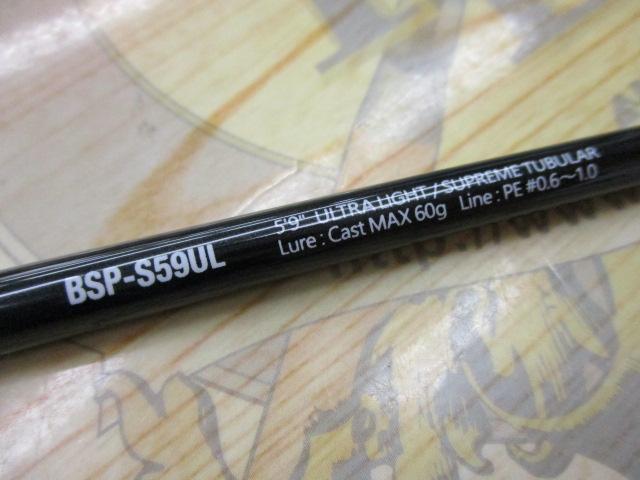 BSP-S59UL
5'9" ULTRA LIGHT / SUPREME TUBULAR
Lure : Cast MAX 60g Line : PE #0.6〜1.0